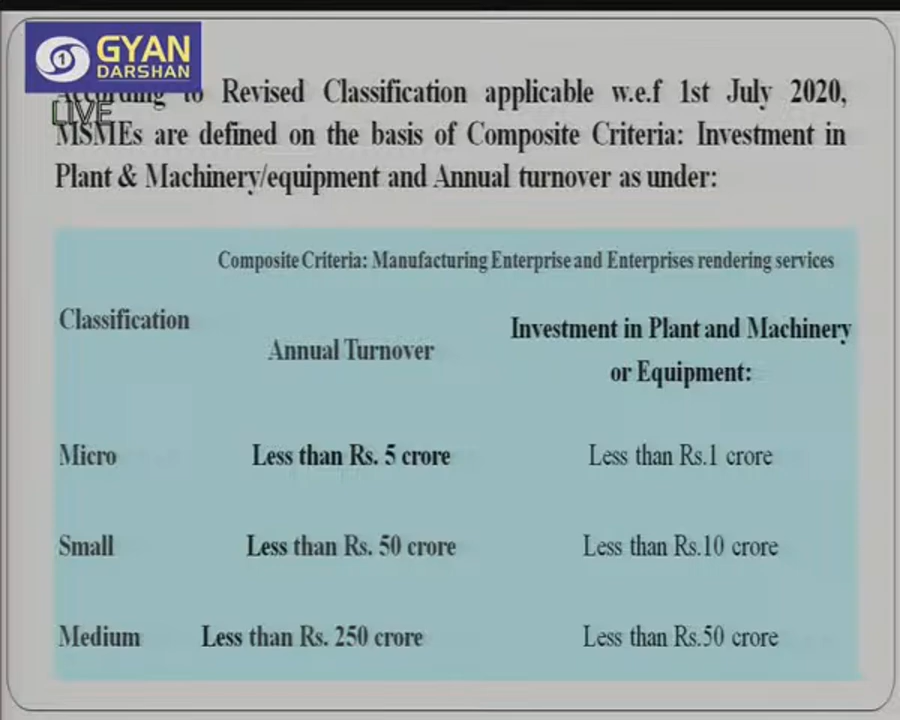 GYAN
DARSHAN
1
LIVE
According to Revised Classification applicable w.e.f 1st July 2020,
MSMEs are defined on the basis of Composite Criteria: Investment in
Plant & Machinery/equipment and Annual turnover as under:
Composite Criteria: Manufacturing Enterprise and Enterprises rendering services
Classification
Annual Turnover
Investment in Plant and Machinery
or Equipment:
Micro Less than Rs. 5 crore Less than Rs.1 crore
Small Less than Rs. 50 crore Less than Rs.10 crore
Medium Less than Rs. 250 crore Less than Rs.50 crore